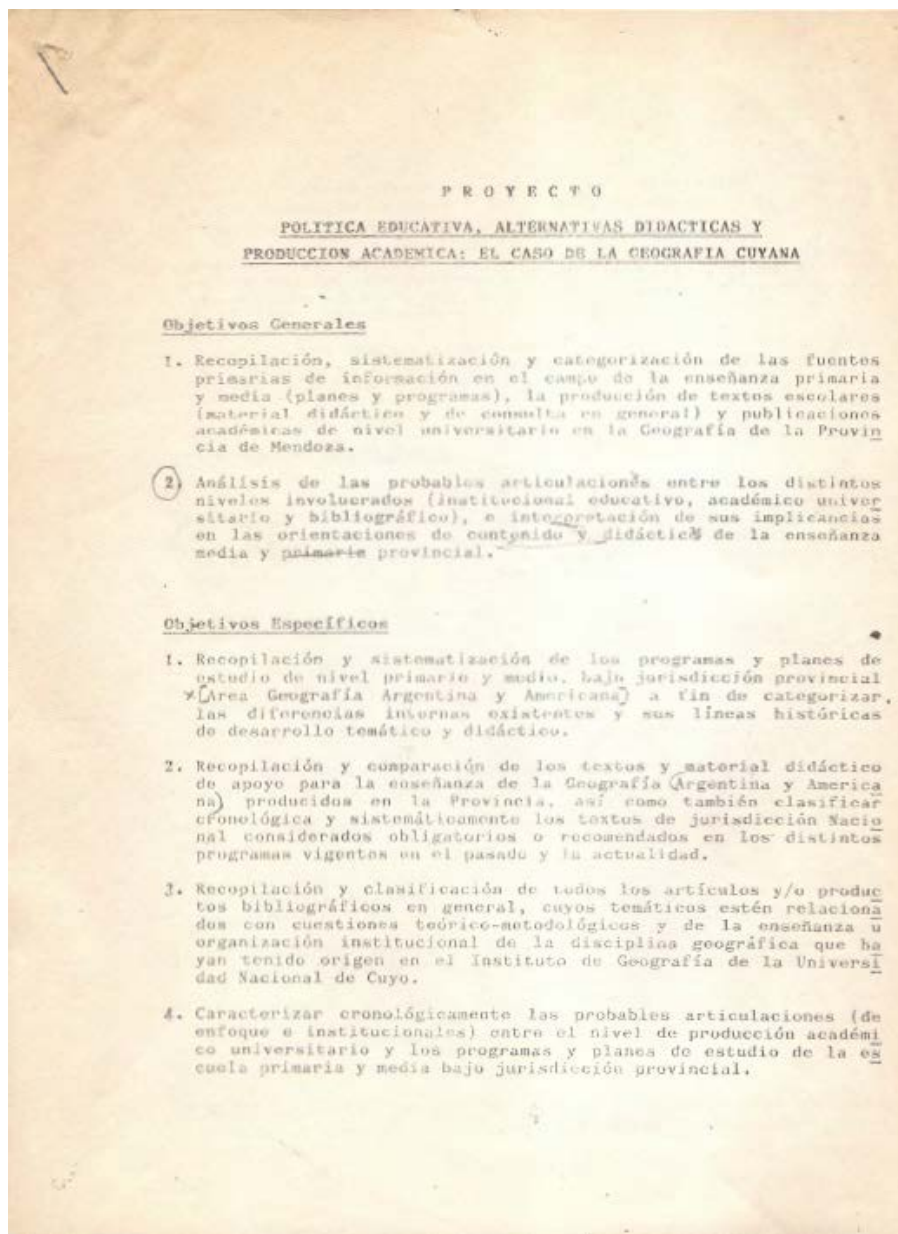 P R O Y E C T O
POLITICA EDUCATIVA, ALTERNATIVAS DIDACTICAS Y
PRODUCCION ACADEMICA: EL CASO DE LA GEOGRAFIA CUYANA
Objetivos Generales
1. Recopilación, sistematización y categorización de las fuentes
primarias de información en el campo de la enseñanza primaria
y media (planes y programas), la producción de textos escolares
(material didáctico y de consulta en general) y publicaciones
académicas de nivel universitario en la Geografía de la Provin
cia de Mendoza.
2) Análisis de las probables articulaciones entre los distintos
niveles involucrados (institucional educativo, académico univer
sitario y bibliográfico), e interpretación de sus implicancias
en las orientaciones de contenido y didáctica de la enseñanza
media y primaria provincial.
Objetivos Específicos
1. Recopilación y sistematización de los programas y planes de
estudio de nivel primario y medio, bajo jurisdicción provincial
*[Area Geografía Argentina y Americana] a fin de categorizar,
las diferencias internas existentes y sus líneas históricas
de desarrollo temático y didáctico.
2. Recopilación y comparación de los textos y material didáctico
de apoyo para la enseñanza de la Geografía (Argentina y America
na) producidos en la Provincia, así como también clasificar
cronológica y sistemáticamente los textos de jurisdicción Nacio
nal considerados obligatorios o recomendados en los distintos
programas vigentes en el pasado y la actualidad.
3. Recopilación y clasificación de todos los artículos y/o produc
tos bibliográficos en general, cuyos temáticos estén relaciona
dos con cuestiones teórico-metodológicos y de la enseñanza u
organización institucional de la disciplina geográfica que ha
yan tenido origen en el Instituto de Geografía de la Universi
dad Nacional de Cuyo.
4. Caracterizar cronológicamente las probables articulaciones (de
enfoque e institucionales) entre el nivel de producción académi
co universitario y los programas y planes de estudio de la es
cuela primaria y media bajo jurisdicción provincial.